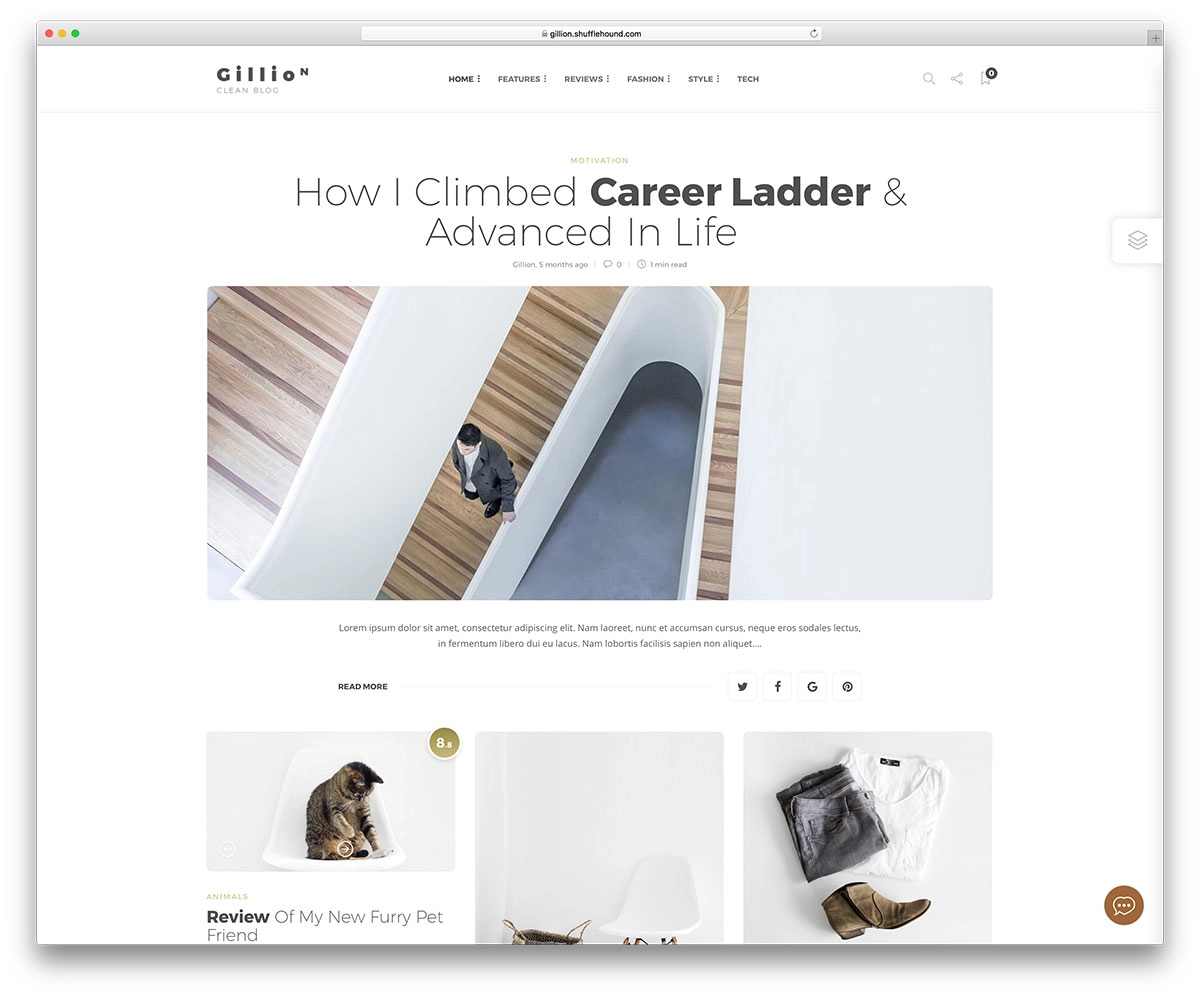 gillion.shufflehound.com
Gillion
CLEAN BLOG
HOME FEATURES REVIEWS FASHION STYLE TECH
0
MOTIVATION
How I Climbed Career Ladder &
Advanced In Life
Gillion, 5 months ago 0 1 min read
Lorem ipsum dolor sit amet, consectetur adipiscing elit. Nam laoreet, nunc et accumsan cursus, neque eros sodales lectus,
in fermentum libero dui eu lacus. Nam lobortis facilisis sapien non aliquet....
READ MORE
8.8
ANIMALS
Review Of My New Furry Pet
Friend